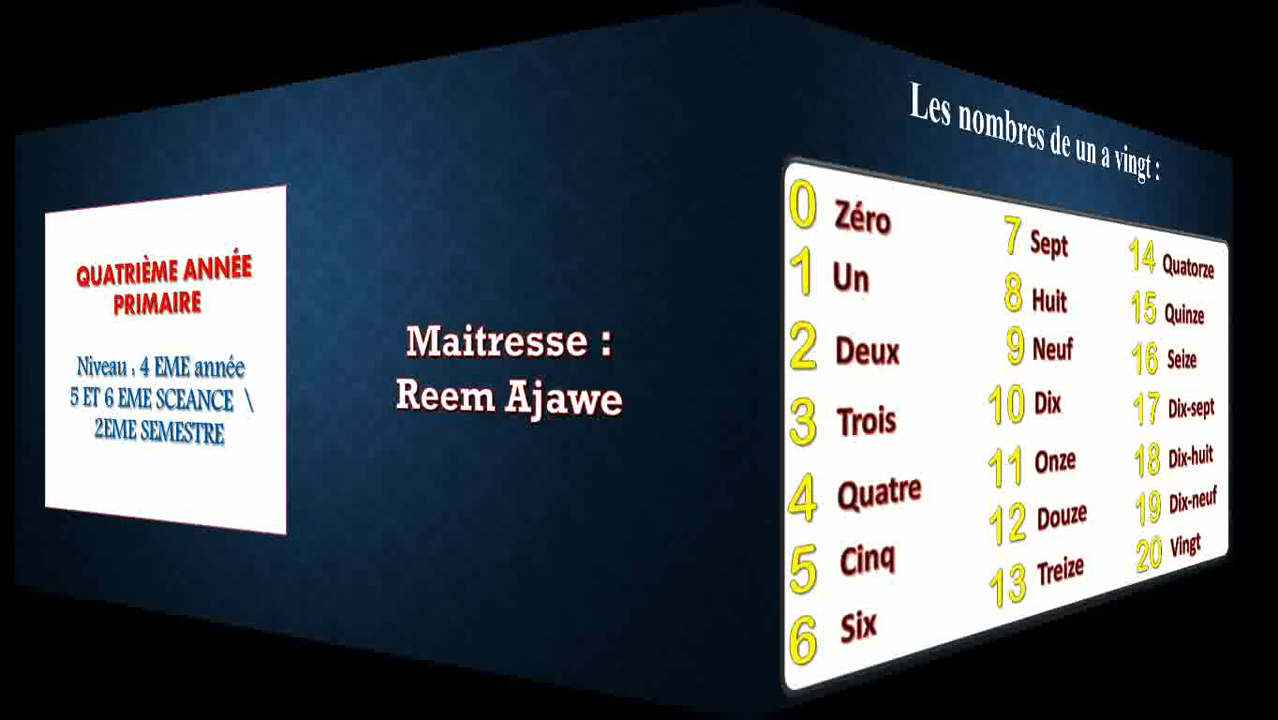 QUATRIÈME ANNÉE
PRIMAIRE
Niveau : 4 EME année
5 ET 6 EME SCEANCE \
2EME SEMESTRE
Maitresse :
Reem Ajawe
Les nombres de un a vingt :
0 Zéro
1 Un
2 Deux
3 Trois
4 Quatre
5 Cinq
6 Six
7 Sept
8 Huit
9 Neuf
10 Dix
11 Onze
12 Douze
13 Treize
14 Quatorze
15 Quinze
16 Seize
17 Dix-sept
18 Dix-huit
19 Dix-neuf
20 Vingt